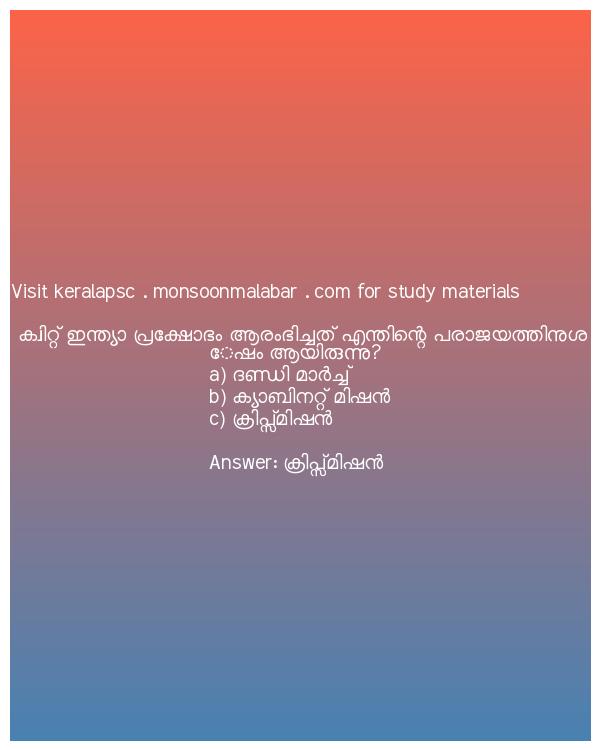 Visit keralapsc . monsoonmalabar . com for study materials
ക്വിറ്റ് ഇന്ത്യാ പ്രക്ഷോഭം ആരംഭിച്ചത് എന്തിന്റെ പരാജയത്തിനുശ
േഷം ആയിരുന്നു?
a) ദണ്ഡി മാർച്ച്
b) ക്യാബിനറ്റ് മിഷൻ
c) ക്രിപ്സ്മിഷൻ
Answer: ക്രിപ്സ്മിഷൻ